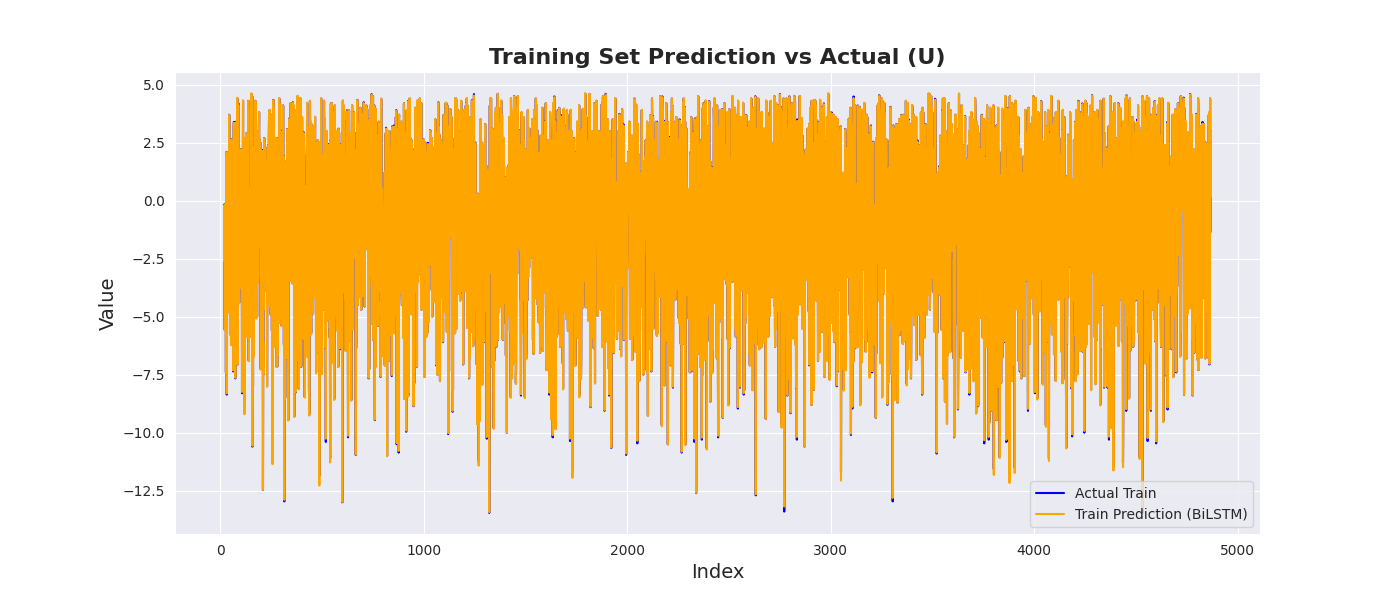 Training Set Prediction vs Actual (U)
Value
5.0
2.5
0.0
−2.5
−5.0
−7.5
−10.0
−12.5
Actual Train
Train Prediction (BiLSTM)
0
1000
2000
3000
4000
5000
Index